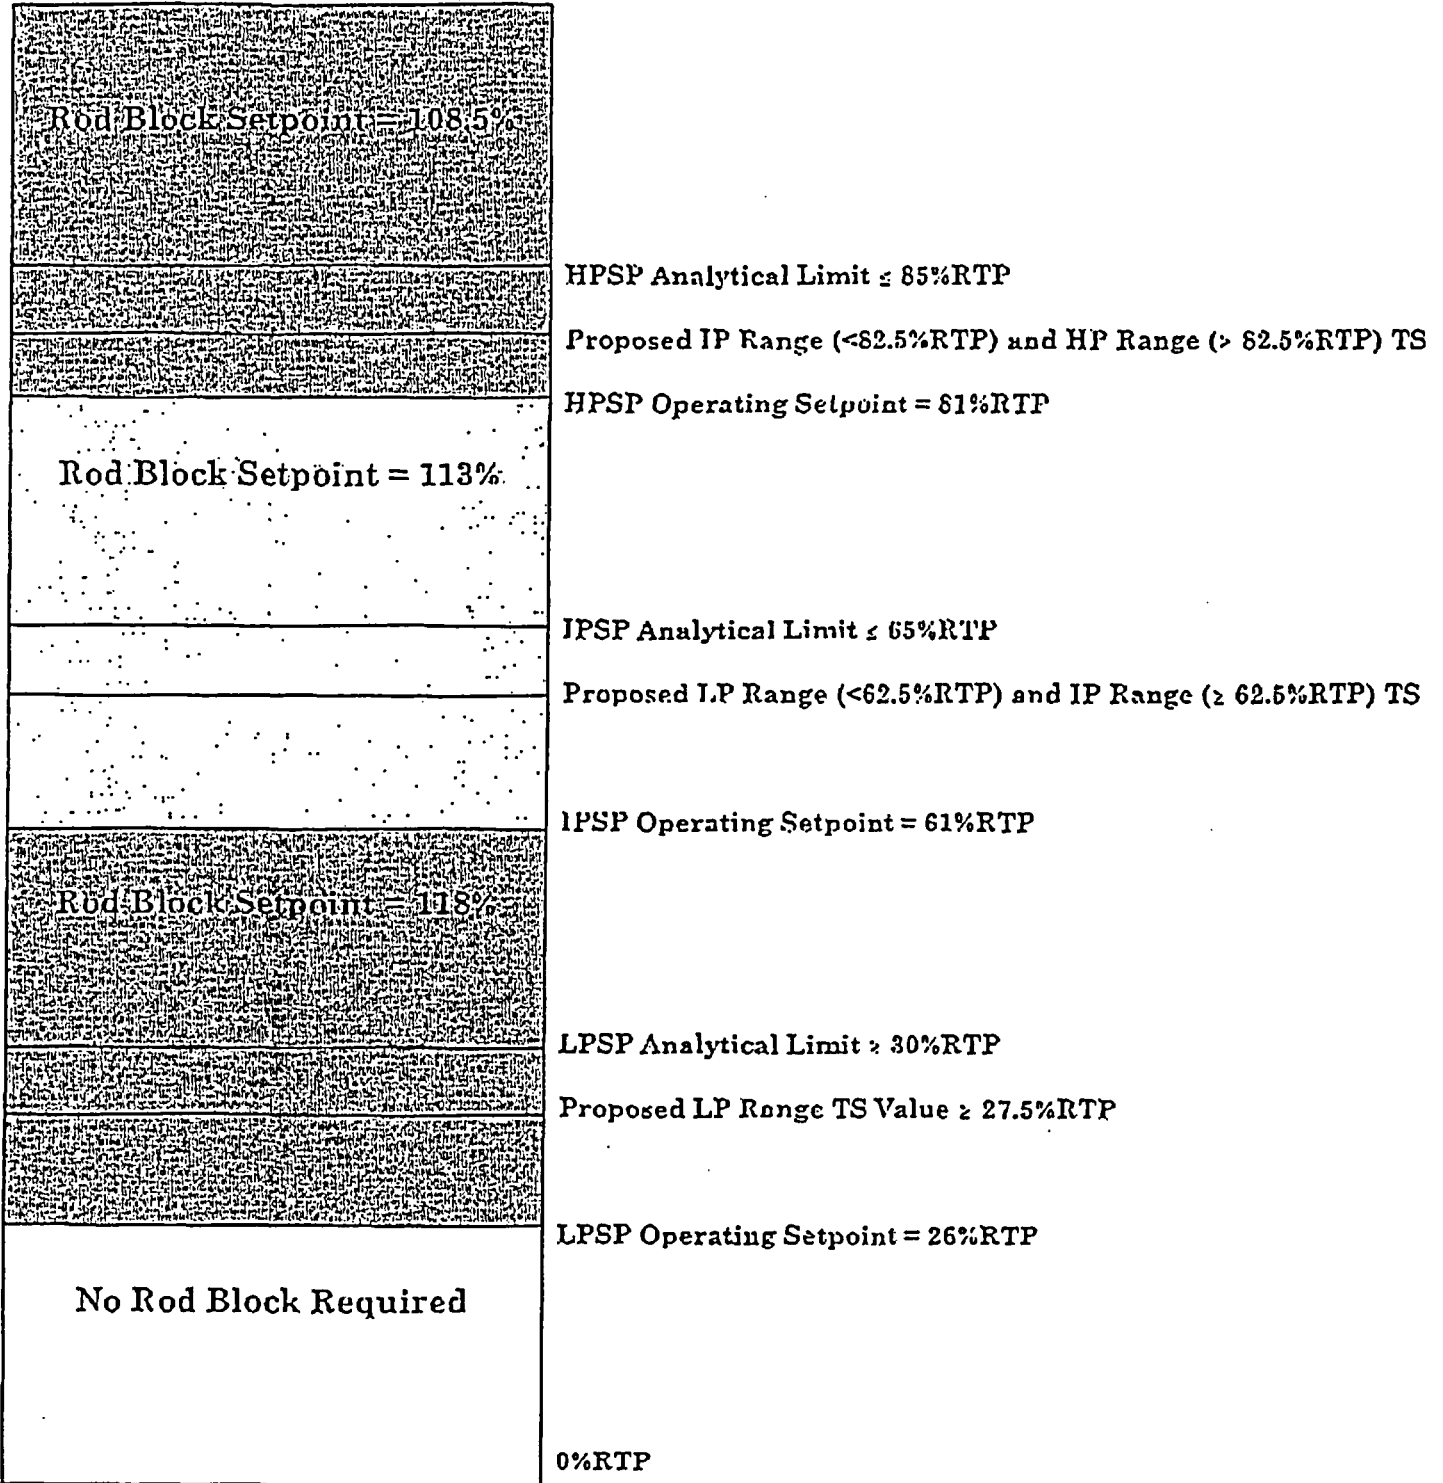 Rod Block Setpoint = 108.5%
HPSP Analytical Limit ≤ 85%RTP
Proposed IP Range (<82.5%RTP) and HP Range (> 82.5%RTP) TS
HPSP Operating Setpoint = 81%RTP
Rod Block Setpoint = 113%
IPSP Analytical Limit ≤ 65%RTP
Proposed LP Range (<62.5%RTP) and IP Range (≥ 62.5%RTP) TS
IPSP Operating Setpoint = 61%RTP
Rod Block Setpoint = 118%
LPSP Analytical Limit ≥ 30%RTP
Proposed LP Range TS Value ≥ 27.5%RTP
LPSP Operating Setpoint = 26%RTP
No Rod Block Required
0%RTP